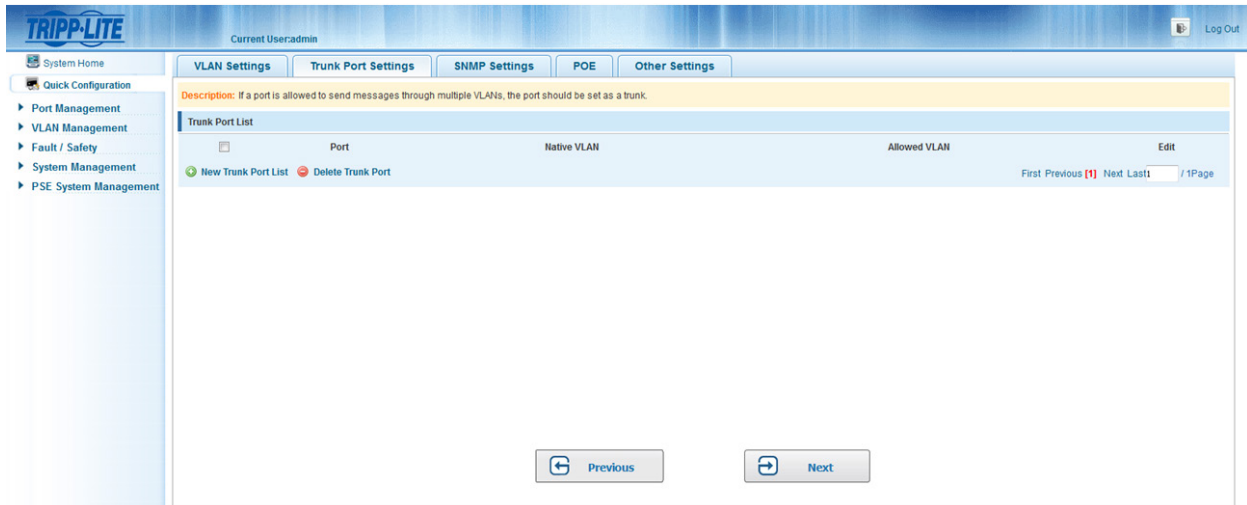 TRIPP·LITE
Current User:admin
Log Out
System Home
Quick Configuration
Port Management
VLAN Management
Fault / Safety
System Management
PSE System Management
VLAN Settings Trunk Port Settings SNMP Settings POE Other Settings
Description: If a port is allowed to send messages through multiple VLANs, the port should be set as a trunk.
Trunk Port List
Port Native VLAN Allowed VLAN Edit
New Trunk Port List Delete Trunk Port First Previous [1] Next Last 1 / 1Page
Previous Next